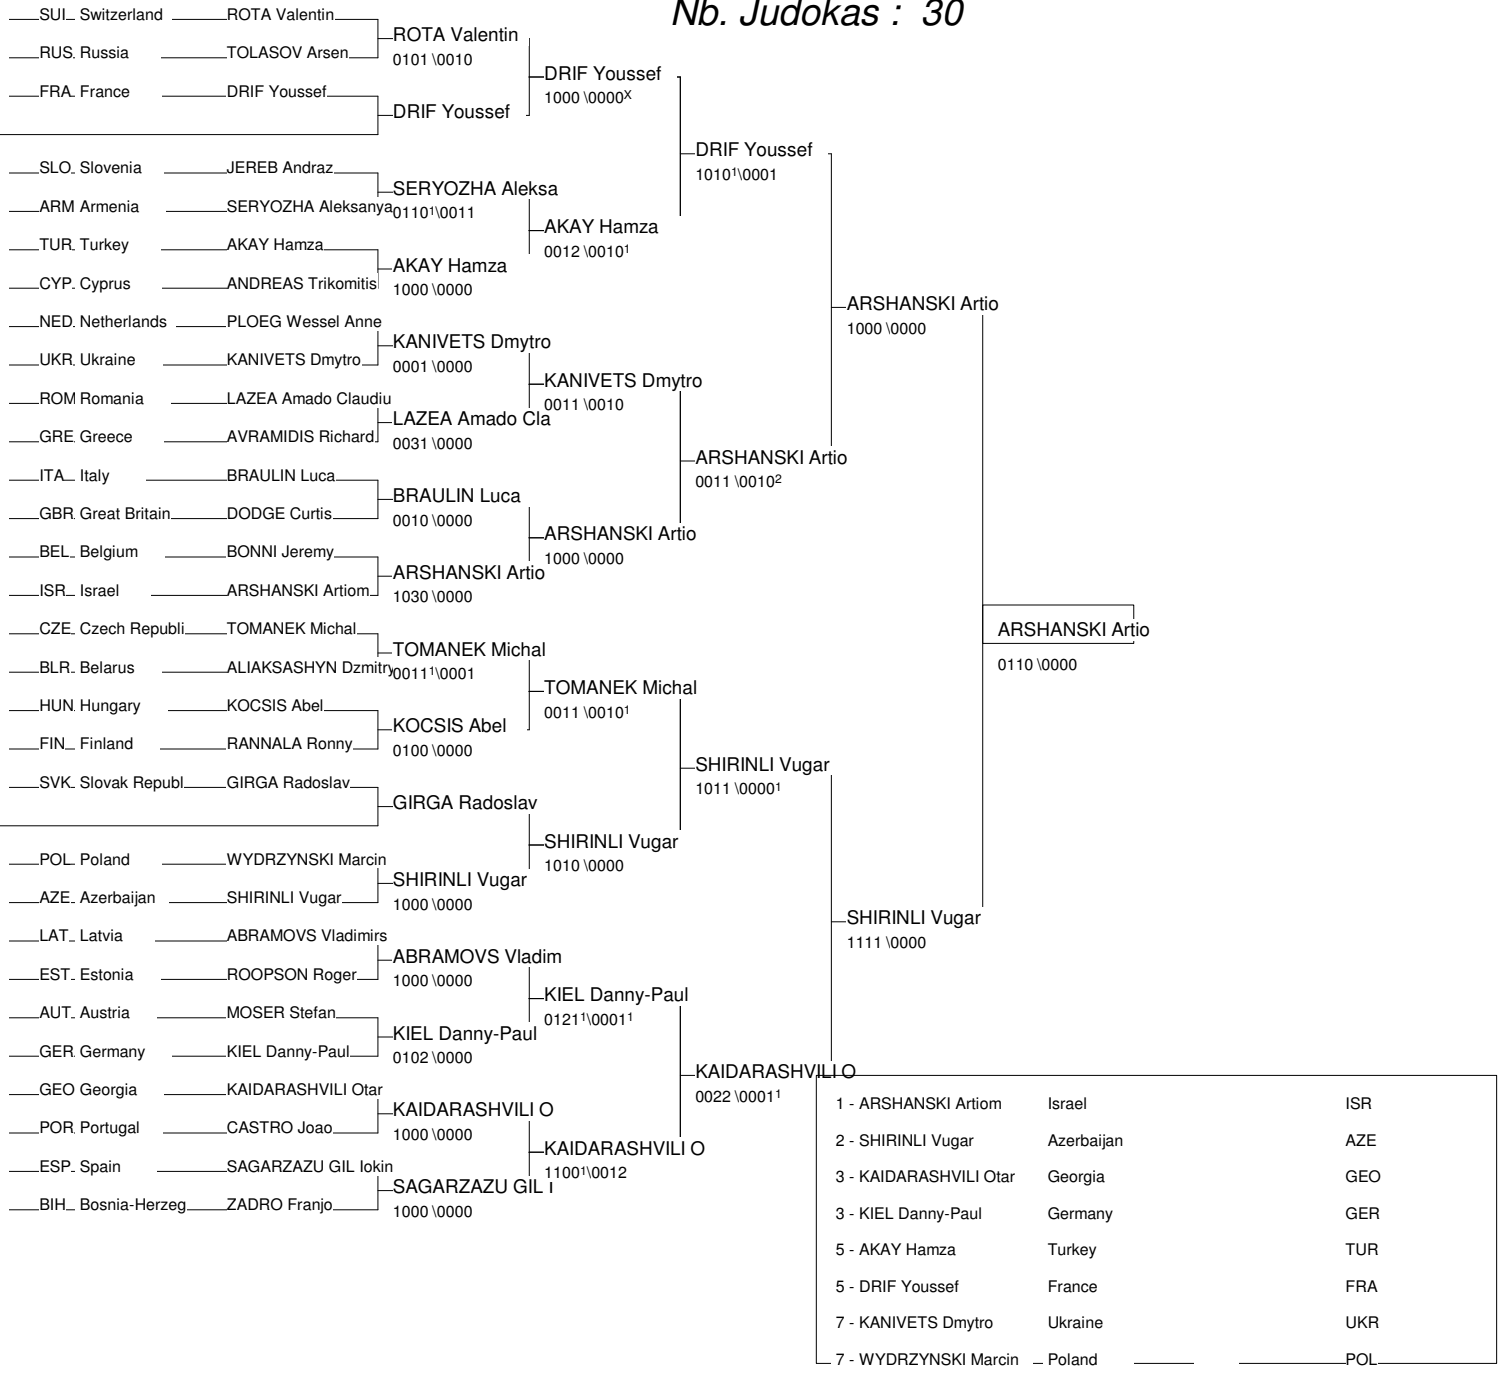 Nb. Judokas : 30
SUI Switzerland ROTA Valentin
ROTA Valentin
RUS Russia TOLASOV Arsen
0101 \0010
DRIF Youssef
FRA France DRIF Youssef
1000 \0000X
DRIF Youssef
DRIF Youssef
1010¹\0001
SLO Slovenia JEREB Andraz
SERYOZHA Aleksa
ARM Armenia SERYOZHA Aleksanya
0110¹\0011
AKAY Hamza
TUR Turkey AKAY Hamza
0012 \0010¹
AKAY Hamza
CYP Cyprus ANDREAS Trikomitis
1000 \0000
ARSHANSKI Artio
1000 \0000
NED Netherlands PLOEG Wessel Anne
KANIVETS Dmytro
UKR Ukraine KANIVETS Dmytro
0001 \0000
KANIVETS Dmytro
ROM Romania LAZEA Amado Claudiu
0011 \0010
LAZEA Amado Cla
GRE Greece AVRAMIDIS Richard
0031 \0000
ARSHANSKI Artio
0011 \0010²
ITA Italy BRAULIN Luca
BRAULIN Luca
GBR Great Britain DODGE Curtis
0010 \0000
ARSHANSKI Artio
BEL Belgium BONNI Jeremy
1000 \0000
ARSHANSKI Artio
ISR Israel ARSHANSKI Artiom
1030 \0000
CZE Czech Republi TOMANEK Michal
ARSHANSKI Artio
0110 \0000
TOMANEK Michal
BLR Belarus ALIAKSASHYN Dzmitry
0011¹\0001
TOMANEK Michal
HUN Hungary KOCSIS Abel
0011 \0010¹
KOCSIS Abel
FIN Finland RANNALA Ronny
0100 \0000
SHIRINLI Vugar
1011 \0000¹
SVK Slovak Republ GIRGA Radoslav
GIRGA Radoslav
SHIRINLI Vugar
1010 \0000
POL Poland WYDRZYNSKI Marcin
SHIRINLI Vugar
AZE Azerbaijan SHIRINLI Vugar
1000 \0000
SHIRINLI Vugar
1111 \0000
LAT Latvia ABRAMOVS Vladimirs
ABRAMOVS Vladim
EST Estonia ROOPSON Roger
1000 \0000
KIEL Danny-Paul
AUT Austria MOSER Stefan
0121¹\0001¹
KIEL Danny-Paul
GER Germany KIEL Danny-Paul
0102 \0000
KAIDARASHVILI O
0022 \0001¹
GEO Georgia KAIDARASHVILI Otar
KAIDARASHVILI O
POR Portugal CASTRO Joao
1000 \0000
KAIDARASHVILI O
ESP Spain SAGARZAZU GIL Iokin
1100¹\0012
SAGARZAZU GIL I
BIH Bosnia-Herzeg ZADRO Franjo
1000 \0000
1 - ARSHANSKI Artiom Israel ISR
2 - SHIRINLI Vugar Azerbaijan AZE
3 - KAIDARASHVILI Otar Georgia GEO
3 - KIEL Danny-Paul Germany GER
5 - AKAY Hamza Turkey TUR
5 - DRIF Youssef France FRA
7 - KANIVETS Dmytro Ukraine UKR
7 - WYDRZYNSKI Marcin Poland POL